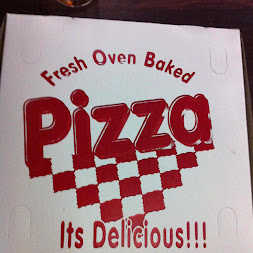 Fresh Oven Baked
Pizza
Its Delicious!!!